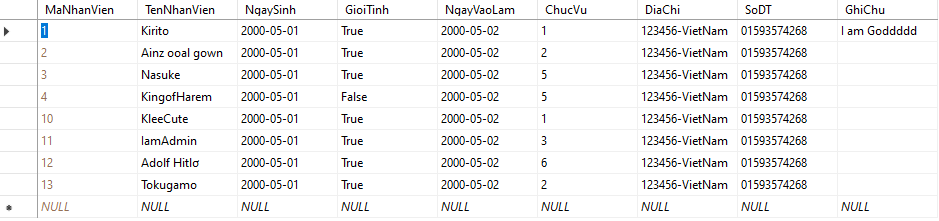 MaNhanVien TenNhanVien NgaySinh GioiTinh NgayVaoLam ChucVu DiaChi SoDT GhiChu
1 Kirito 2000-05-01 True 2000-05-02 1 123456-VietNam 01593574268 I am Goddddd
2 Ainz ooal gown 2000-05-01 True 2000-05-02 2 123456-VietNam 01593574268
3 Nasuke 2000-05-01 True 2000-05-02 5 123456-VietNam 01593574268
4 KingofHarem 2000-05-01 False 2000-05-02 5 123456-VietNam 01593574268
10 KleeCute 2000-05-01 True 2000-05-02 1 123456-VietNam 01593574268
11 IamAdmin 2000-05-01 True 2000-05-02 3 123456-VietNam 01593574268
12 Adolf Hitlơ 2000-05-01 True 2000-05-02 6 123456-VietNam 01593574268
13 Tokugamo 2000-05-01 True 2000-05-02 2 123456-VietNam 01593574268
NULL NULL NULL NULL NULL NULL NULL NULL NULL